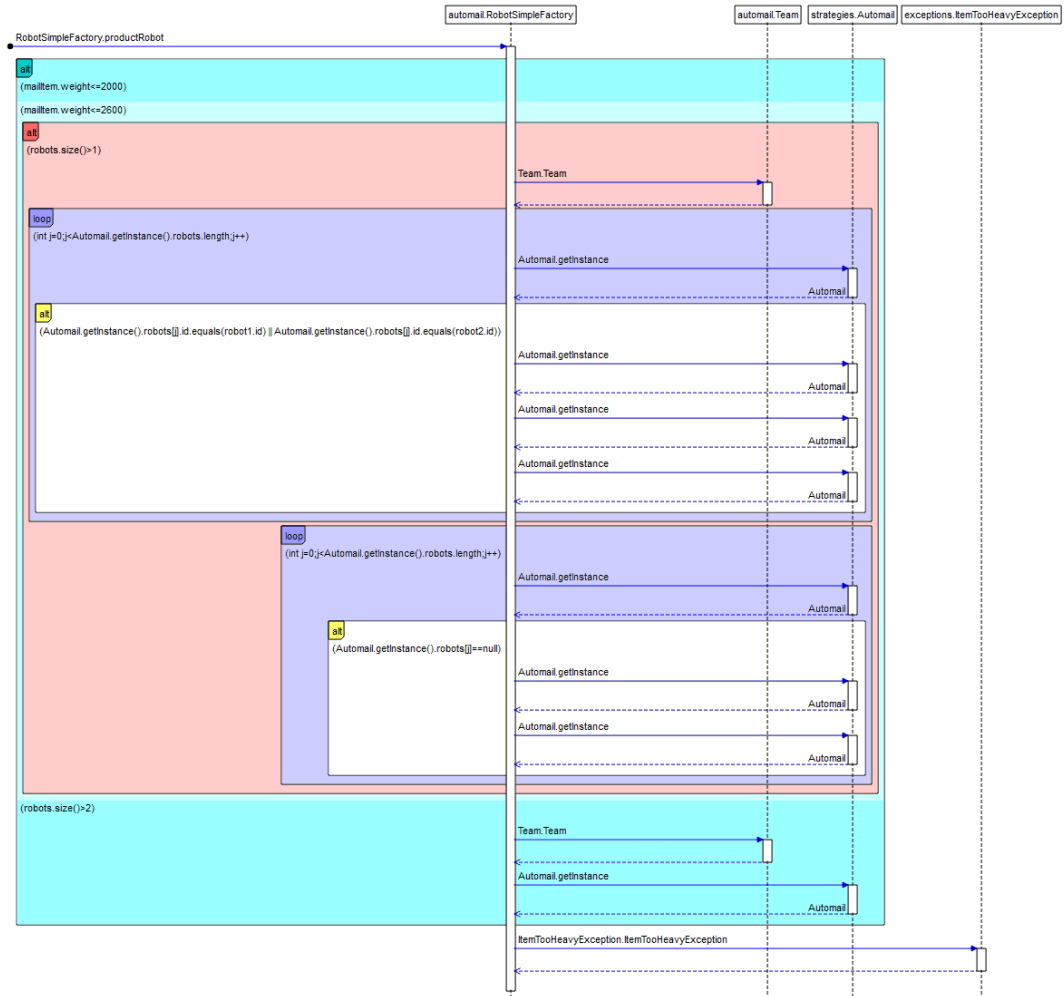 automail.RobotSimpleFactory
automail.Team
strategies.Automail
exceptions.ItemTooHeavyException
RobotSimpleFactory.productRobot
alt
(mailItem.weight<=2000)
(mailItem.weight<=2600)
alt
(robots.size()>1)
Team.Team
loop
(int j=0;j<Automail.getInstance().robots.length;j++)
Automail.getInstance
Automail
alt
(Automail.getInstance().robots[j].id.equals(robot1.id) || Automail.getInstance().robots[j].id.equals(robot2.id))
Automail.getInstance
Automail
Automail.getInstance
Automail
Automail.getInstance
Automail
loop
(int j=0;j<Automail.getInstance().robots.length;j++)
Automail.getInstance
Automail
alt
(Automail.getInstance().robots[j]==null)
Automail.getInstance
Automail
Automail.getInstance
Automail
(robots.size()>2)
Team.Team
Automail.getInstance
Automail
ItemTooHeavyException.ItemTooHeavyException